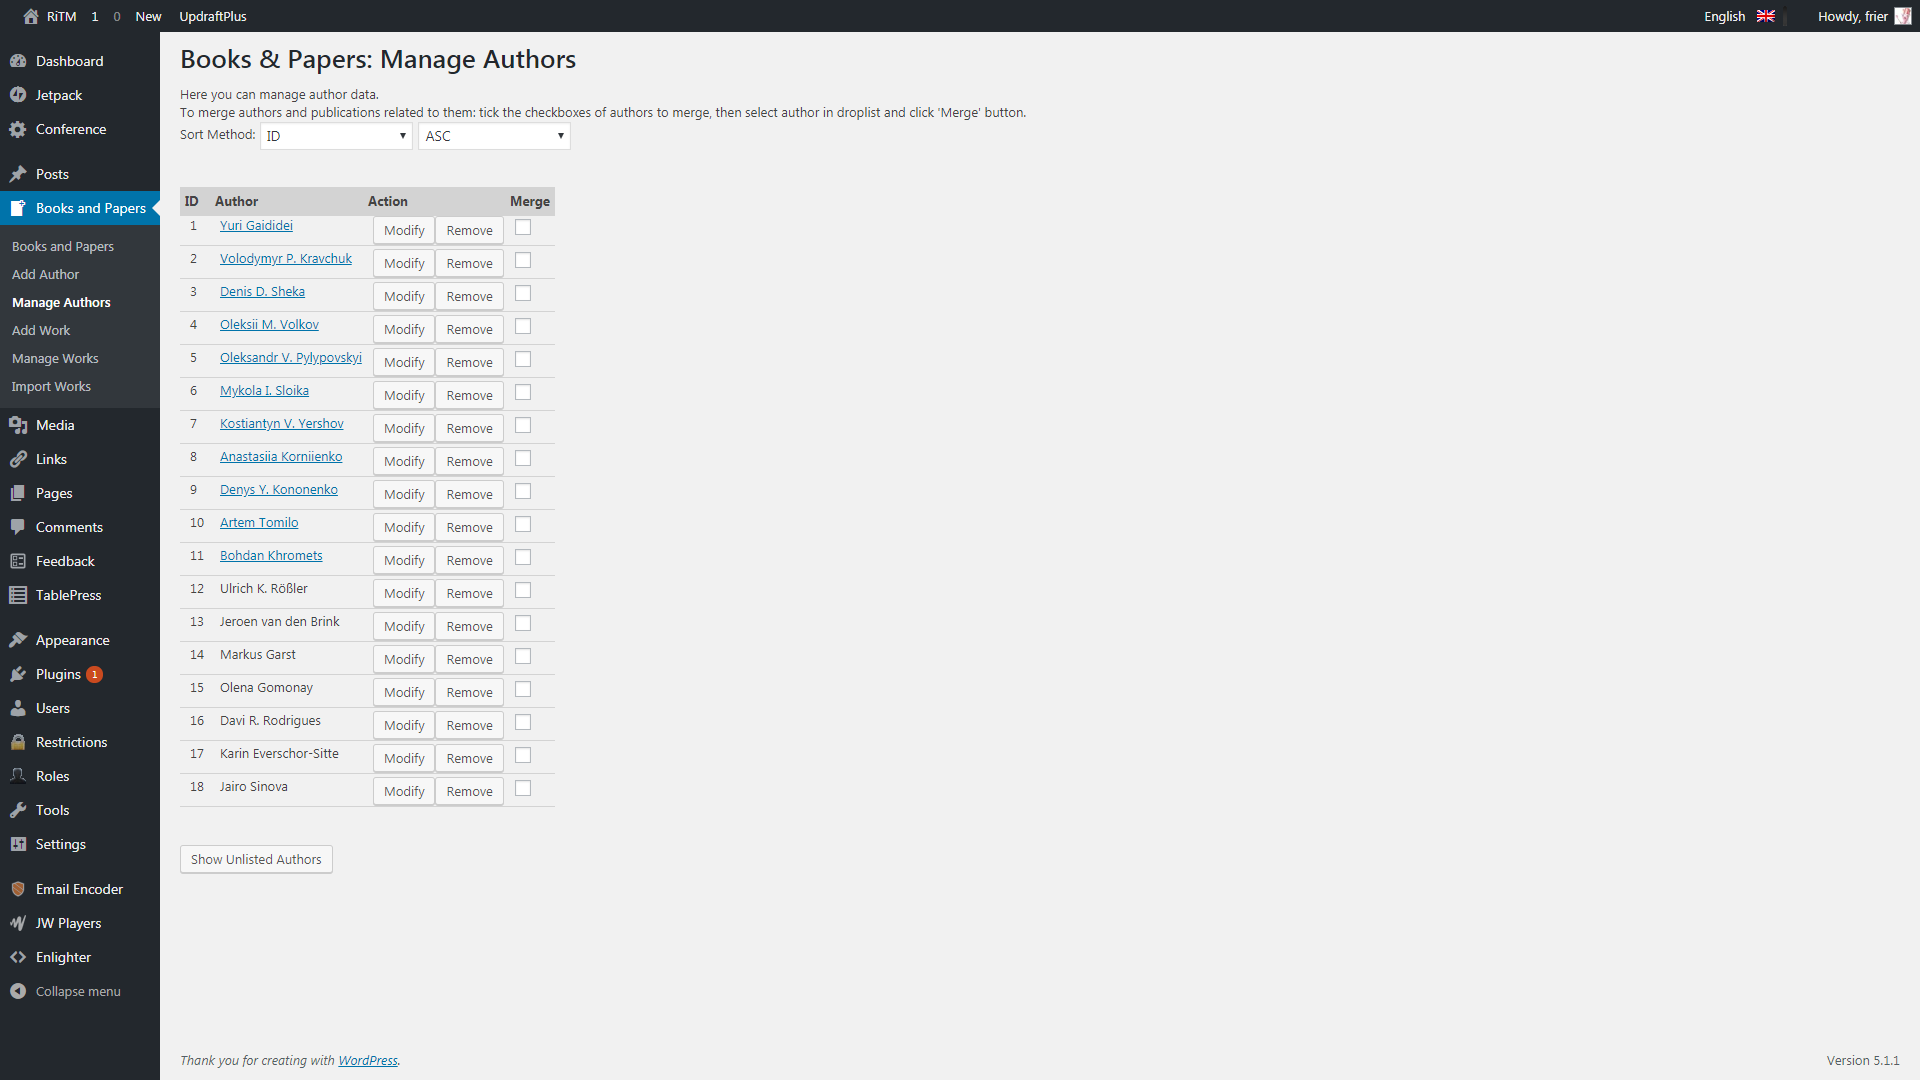 RiTM 1 0 New UpdraftPlus English Howdy, frier
Dashboard
Jetpack
Conference
Posts
Books and Papers
Books and Papers
Add Author
Manage Authors
Add Work
Manage Works
Import Works
Media
Links
Pages
Comments
Feedback
TablePress
Appearance
Plugins 1
Users
Restrictions
Roles
Tools
Settings
Email Encoder
JW Players
Enlighter
Collapse menu
Books & Papers: Manage Authors
Here you can manage author data.
To merge authors and publications related to them: tick the checkboxes of authors to merge, then select author in droplist and click 'Merge' button.
Sort Method: ID ASC
ID Author Action Merge
1 Yuri Gaididei Modify Remove
2 Volodymyr P. Kravchuk Modify Remove
3 Denis D. Sheka Modify Remove
4 Oleksii M. Volkov Modify Remove
5 Oleksandr V. Pylypovskyi Modify Remove
6 Mykola I. Sloika Modify Remove
7 Kostiantyn V. Yershov Modify Remove
8 Anastasiia Korniienko Modify Remove
9 Denys Y. Kononenko Modify Remove
10 Artem Tomilo Modify Remove
11 Bohdan Khromets Modify Remove
12 Ulrich K. Rößler Modify Remove
13 Jeroen van den Brink Modify Remove
14 Markus Garst Modify Remove
15 Olena Gomonay Modify Remove
16 Davi R. Rodrigues Modify Remove
17 Karin Everschor-Sitte Modify Remove
18 Jairo Sinova Modify Remove
Show Unlisted Authors
Thank you for creating with WordPress. Version 5.1.1